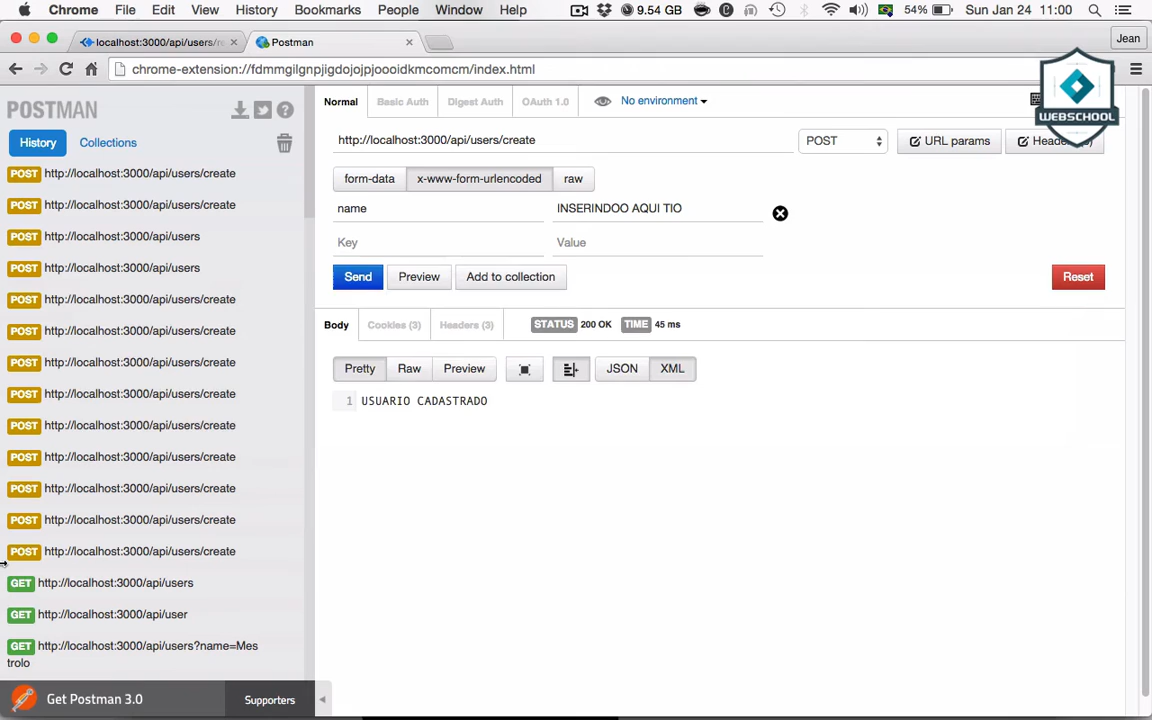 Chrome File Edit View History Bookmarks People Window Help 9.54 GB 54% Sun Jan 24 11:00
localhost:3000/api/users/re Postman Jean
chrome-extension://fdmmgilgnpjigdojojpjoooidkmcomcm/index.html
POSTMAN
History Collections
POST http://localhost:3000/api/users/create
POST http://localhost:3000/api/users/create
POST http://localhost:3000/api/users
POST http://localhost:3000/api/users
POST http://localhost:3000/api/users/create
POST http://localhost:3000/api/users/create
POST http://localhost:3000/api/users/create
POST http://localhost:3000/api/users/create
POST http://localhost:3000/api/users/create
POST http://localhost:3000/api/users/create
POST http://localhost:3000/api/users/create
POST http://localhost:3000/api/users/create
POST http://localhost:3000/api/users/create
GET http://localhost:3000/api/users
GET http://localhost:3000/api/user
GET http://localhost:3000/api/users?name=Mes
trolo
Get Postman 3.0 Supporters
Normal Basic Auth Digest Auth OAuth 1.0 No environment
WEBSCHOOL
http://localhost:3000/api/users/create POST URL params
form-data x-www-form-urlencoded raw
name INSERINDOO AQUI TIO
Key Value
Send Preview Add to collection Reset
Body Cookies (3) Headers (3) STATUS 200 OK TIME 45 ms
Pretty Raw Preview JSON XML
1 USUARIO CADASTRADO